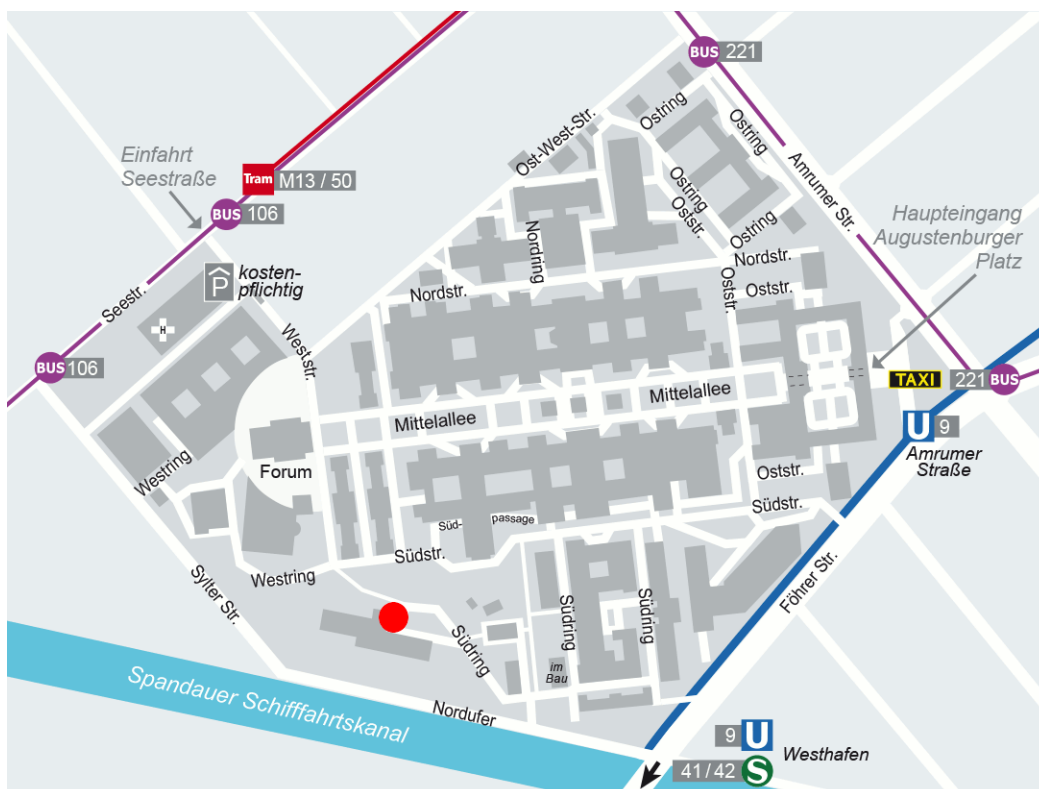 BUS 221
Ostring
Ostring
Ost-West-Str.
Amrumer Str.
Einfahrt
Seestraße
Tram M13 / 50
BUS 106
Ostring
Oststr.
Ostring
Haupteingang
Augustenburger
Platz
Nordring
Nordstr.
P kosten-
pflichtig
Nordstr.
Oststr.
Oststr.
Seestr.
H
West.str.
BUS 106
TAXI
221 BUS
Mittelallee
Mittelallee
U 9
Amrumer
Straße
Forum
Westring
Oststr.
Südstr.
Süd- passage
Südstr.
Westring
Sylter Str.
Südring
Südring
Südring
Föhrer Str.
im
Bau
Spandauer Schifffahrtskanal
Nordufer
9 U
Westhafen
41 / 42 S